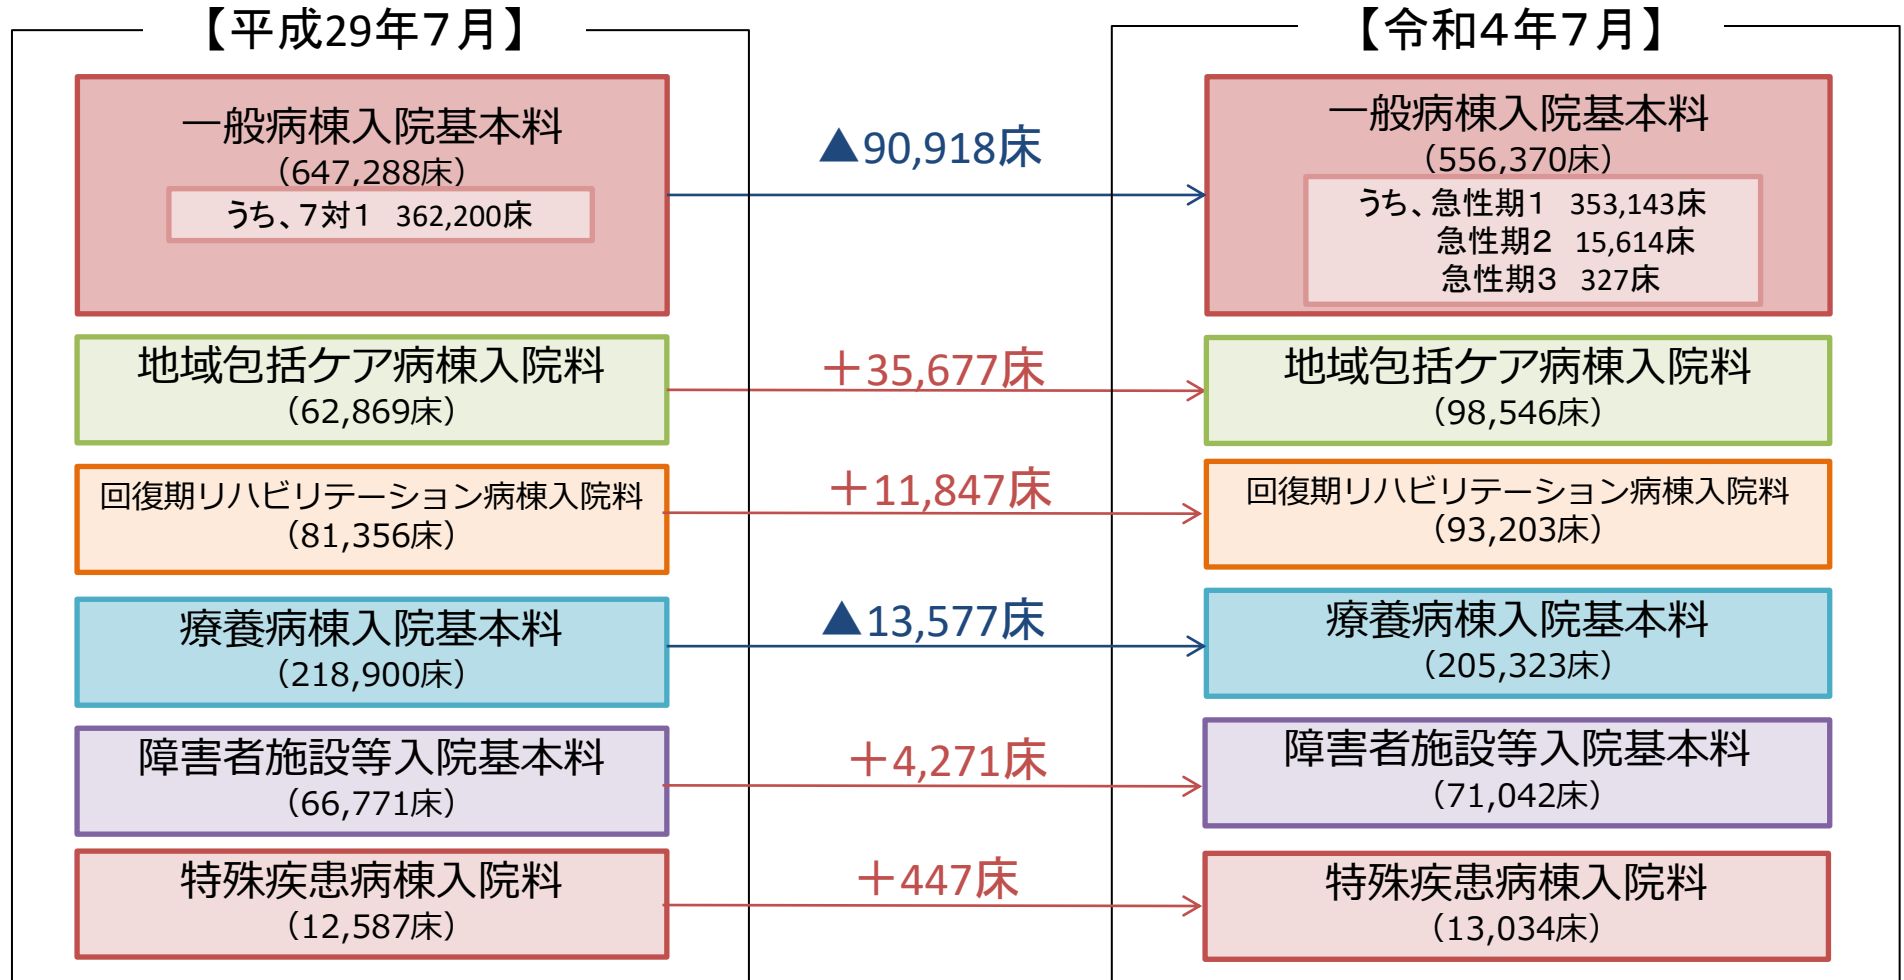 【平成29年７月】
一般病棟入院基本料
（647,288床）
うち、７対１ 362,200床
地域包括ケア病棟入院料
（62,869床）
回復期リハビリテーション病棟入院料
（81,356床）
療養病棟入院基本料
（218,900床）
障害者施設等入院基本料
（66,771床）
特殊疾患病棟入院料
（12,587床）
▲90,918床
＋35,677床
＋11,847床
▲13,577床
＋4,271床
＋447床
【令和４年７月】
一般病棟入院基本料
（556,370床）
うち、急性期１ 353,143床
急性期２ 15,614床
急性期３ 327床
地域包括ケア病棟入院料
（98,546床）
回復期リハビリテーション病棟入院料
（93,203床）
療養病棟入院基本料
（205,323床）
障害者施設等入院基本料
（71,042床）
特殊疾患病棟入院料
（13,034床）